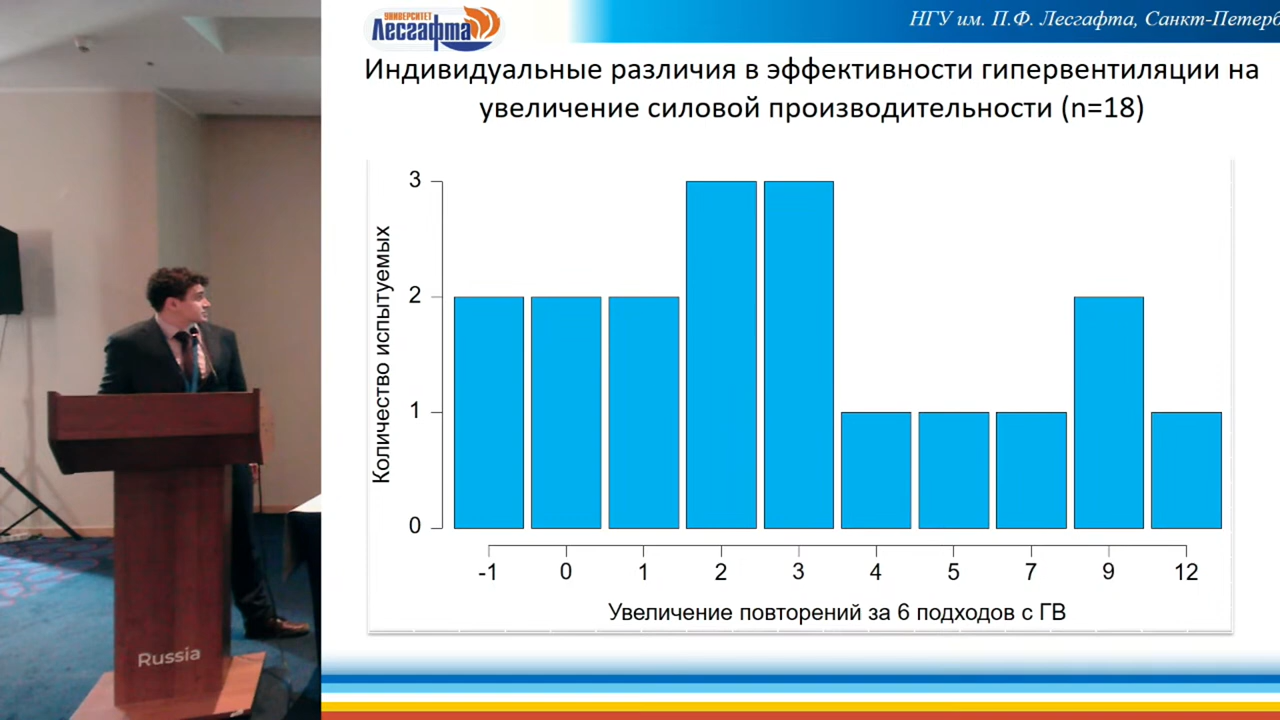 УНИВЕРСИТЕТ
Лесгафта
НГУ им. П.Ф. Лесгафта, Санкт-Петерб
Индивидуальные различия в эффективности гипервентиляции на
увеличение силовой производительности (n=18)
Количество испытуемых
3
2
1
0
-1 0 1 2 3 4 5 7 9 12
Увеличение повторений за 6 подходов с ГВ
Russia